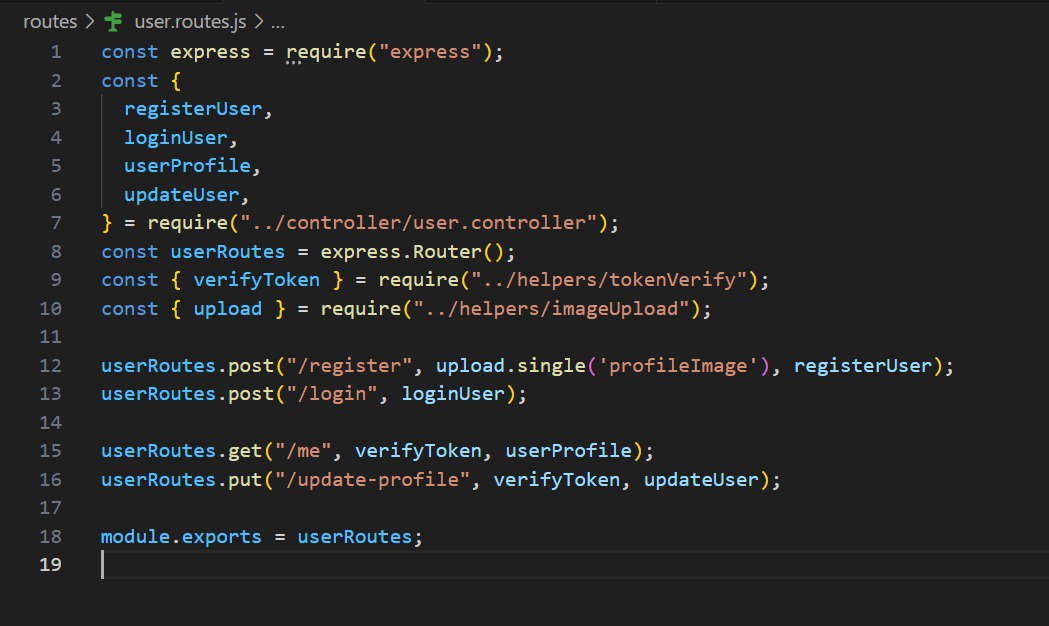 routes > user.routes.js > ...
1 const express = require("express");
2 const {
3   registerUser,
4   loginUser,
5   userProfile,
6   updateUser,
7 } = require("../controller/user.controller");
8 const userRoutes = express.Router();
9 const { verifyToken } = require("../helpers/tokenVerify");
10 const { upload } = require("../helpers/imageUpload");
11
12 userRoutes.post("/register", upload.single('profileImage'), registerUser);
13 userRoutes.post("/login", loginUser);
14
15 userRoutes.get("/me", verifyToken, userProfile);
16 userRoutes.put("/update-profile", verifyToken, updateUser);
17
18 module.exports = userRoutes;
19